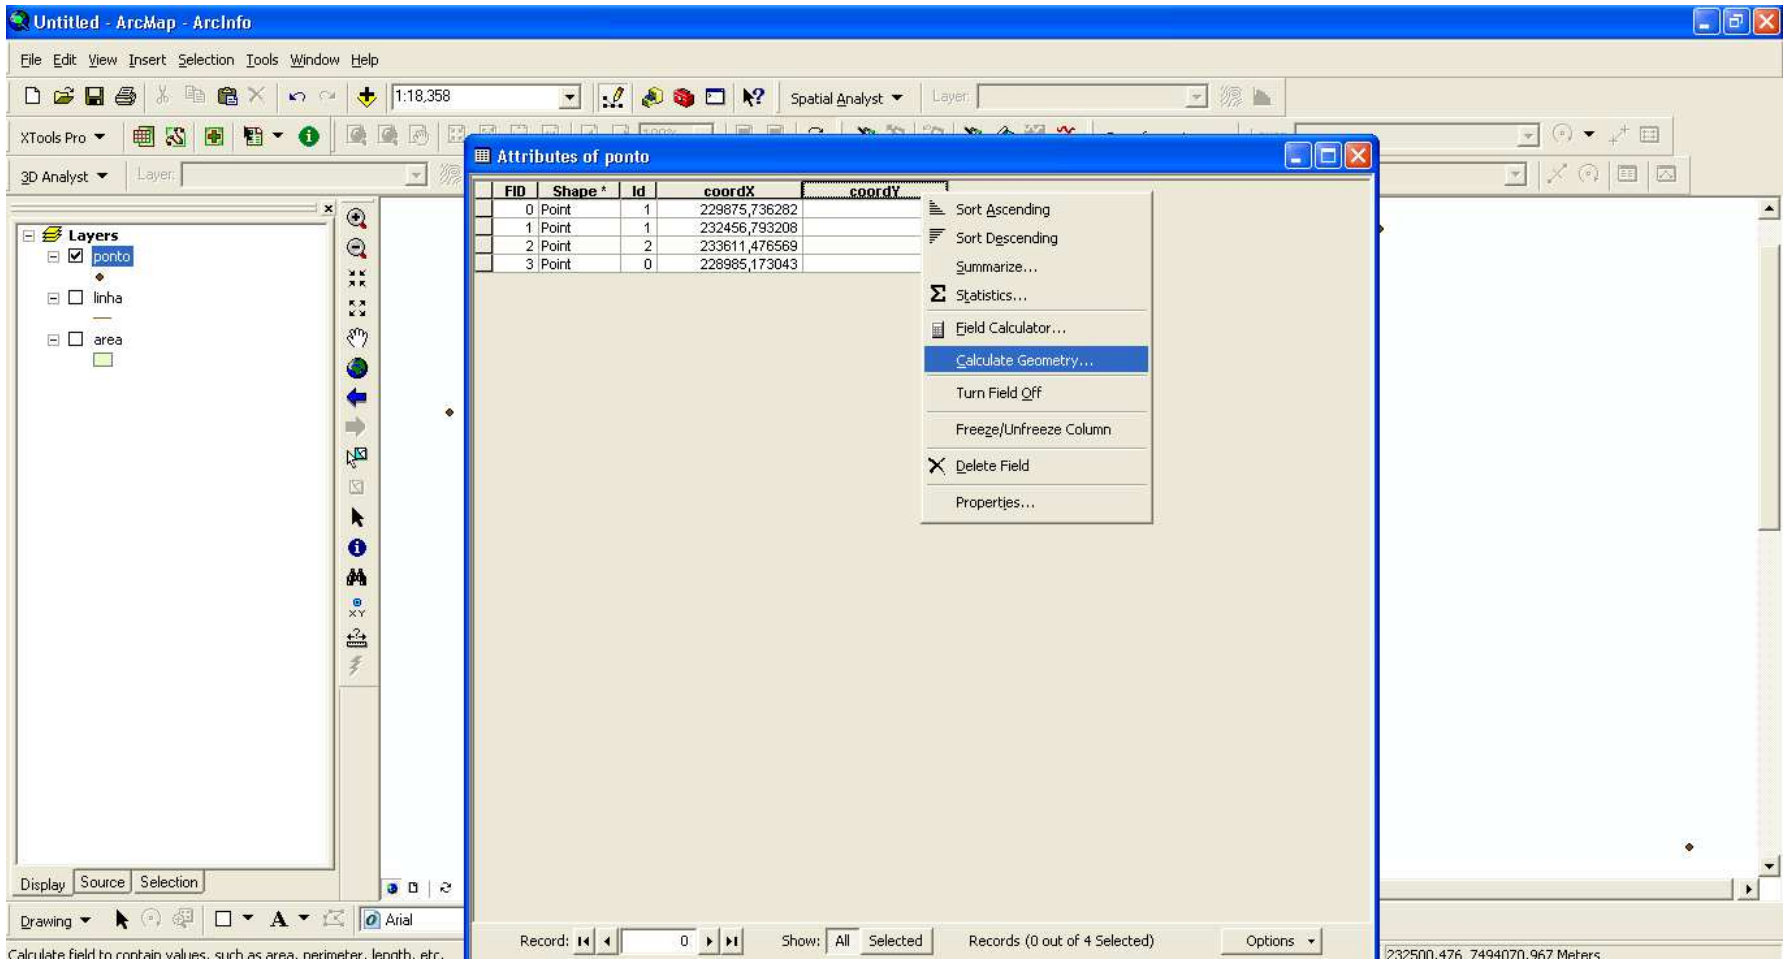 Untitled - ArcMap - ArcInfo
File Edit View Insert Selection Tools Window Help
1:18,358 Spatial Analyst Layer:
XTools Pro
3D Analyst Layer:
Attributes of ponto
FID Shape * Id coordX coordY
0 Point 1 229875,736282
1 Point 1 232456,793208
2 Point 2 233611,476569
3 Point 0 228985,173043
Sort Ascending
Sort Descending
Summarize...
Statistics...
Field Calculator...
Calculate Geometry...
Turn Field Off
Freeze/Unfreeze Column
Delete Field
Properties...
Layers
ponto
linha
area
XY
Display Source Selection
Drawing A Arial
Record: 0 Show: All Selected Records (0 out of 4 Selected) Options
Calculate field to contain values, such as area, perimeter, length, etc.
232500,476 7494070,967 Meters